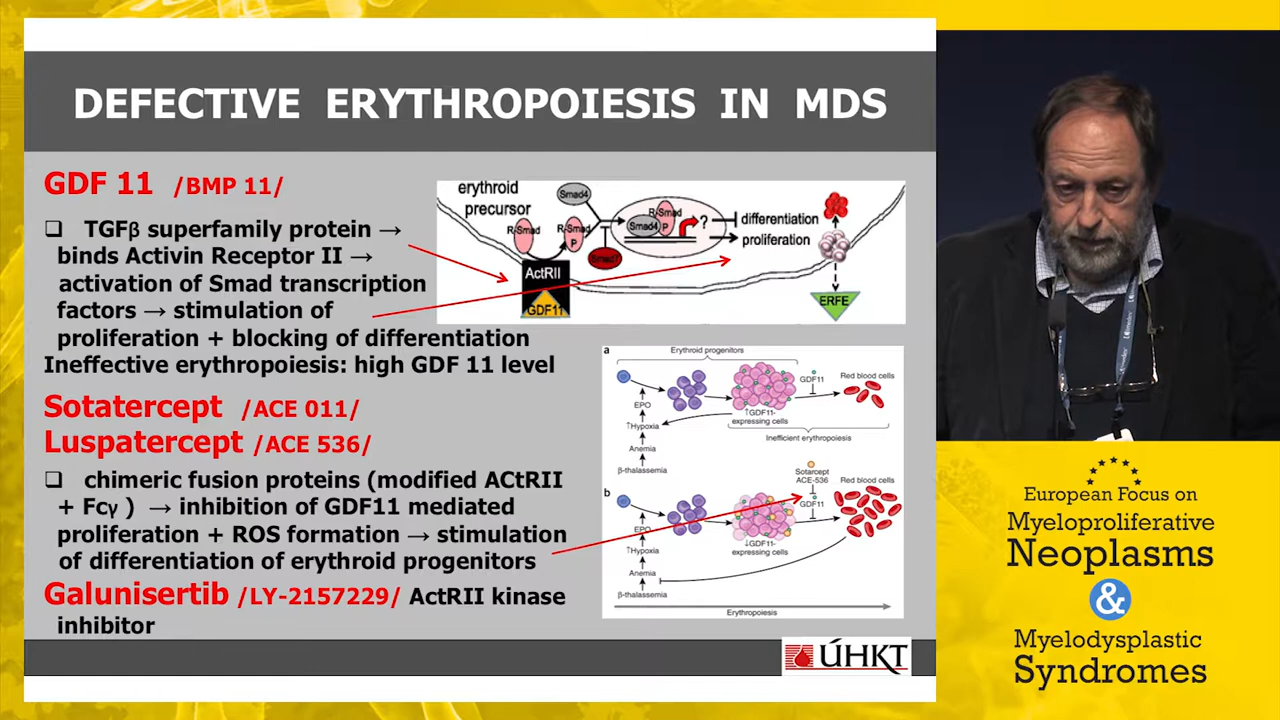 DEFECTIVE ERYTHROPOIESIS IN MDS
GDF 11 /BMP 11/
❑ TGFβ superfamily protein →
binds Activin Receptor II →
activation of Smad transcription
factors → stimulation of
proliferation + blocking of differentiation
Ineffective erythropoiesis: high GDF 11 level
Sotatercept /ACE 011/
Luspatercept /ACE 536/
❑ chimeric fusion proteins (modified ACtRII
+ Fcγ ) → inhibition of GDF11 mediated
proliferation + ROS formation → stimulation
of differentiation of erythroid progenitors
Galunisertib /LY-2157229/ ActRII kinase
inhibitor
erythroid
precursor
Smad4
R-Smad
R-Smad
P
Smad7
R-Smad
Smad4
P
?
differentiation
proliferation
ActRII
GDF11
ERFE
a
Erythroid progenitors
GDF11
Red blood cells
EPO
↑Hypoxia
↑GDF11-
expressing cells
Anemia
Inefficient erythropoiesis
β-thalassemia
b
Sotarcept
ACE-536
Red blood cells
GDF11
EPO
↑Hypoxia
↓GDF11-
expressing cells
Anemia
β-thalassemia
Erythropoiesis
ÚHKT
European Focus on
Myeloproliferative
Neoplasms
&
Myelodysplastic
Syndromes